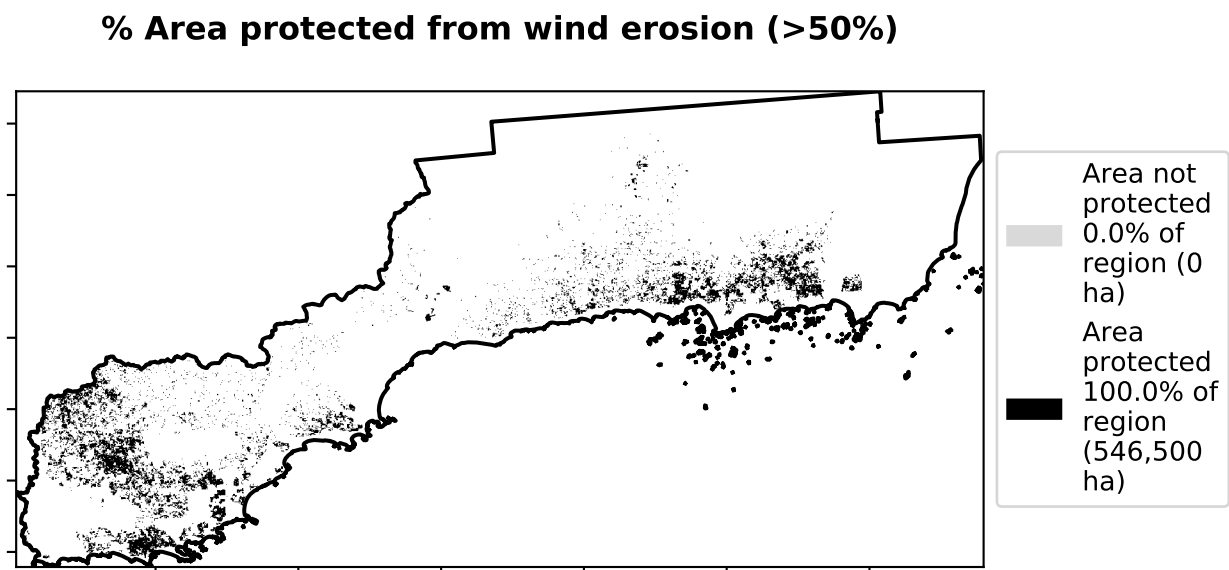 % Area protected from wind erosion (>50%)
Area not
protected
0.0% of
region (0
ha)
Area
protected
100.0% of
region
(546,500
ha)